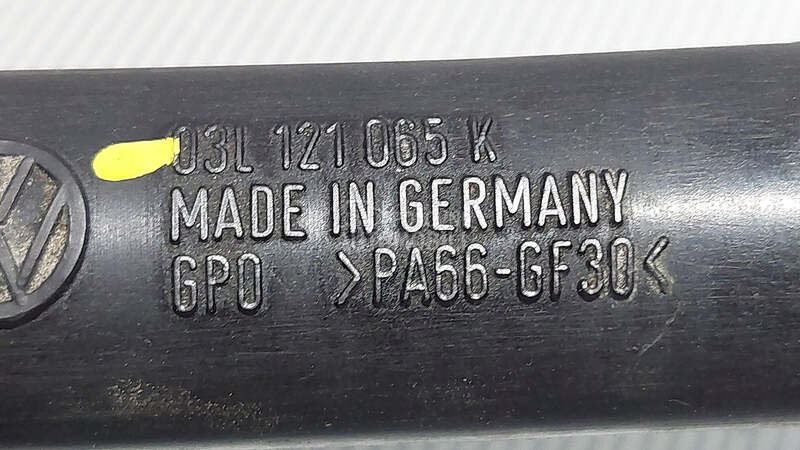 03L 121 065 K
MADE IN GERMANY
GPO >PA66-GF30<